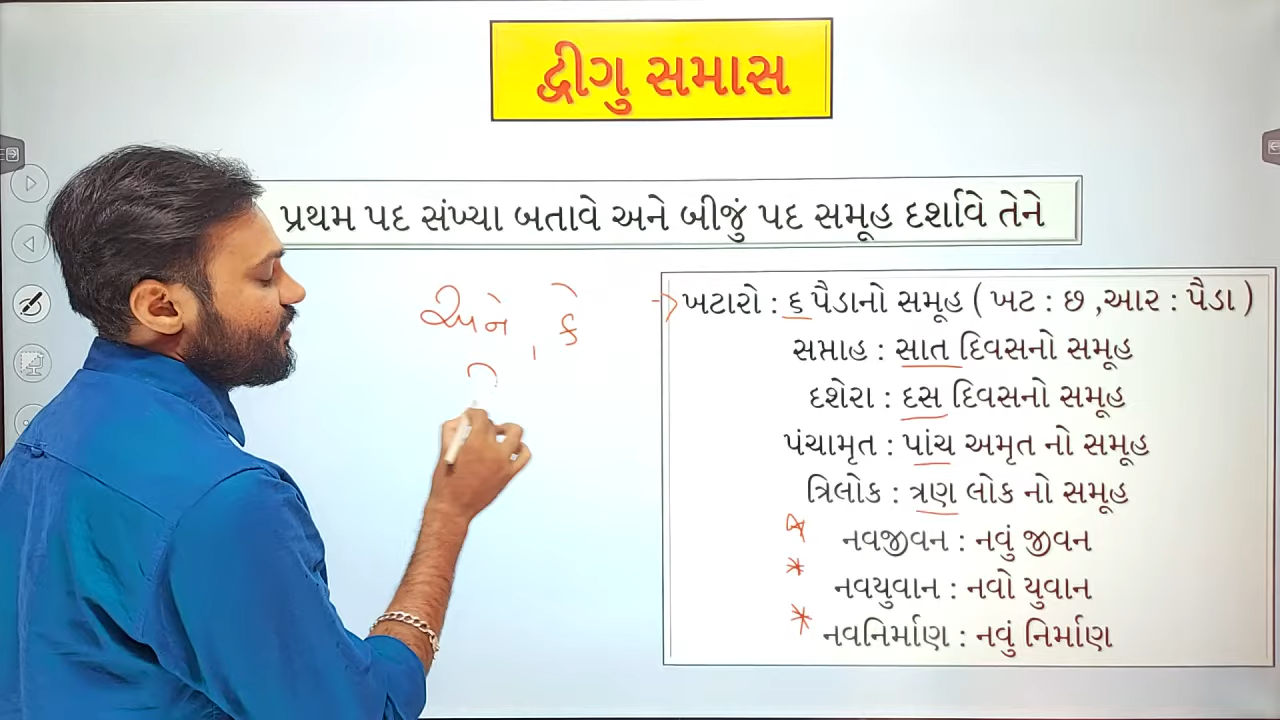 દ્વીગુ સમાસ
પ્રથમ પદ સંખ્યા બતાવે અને બીજું પદ સમૂહ દર્શાવે તેને
અને , કે
ખટારો : ૬ પૈડાનો સમૂહ ( ખટ : છ ,આર : પૈડા )
સપ્તાહ : સાત દિવસનો સમૂહ
દશેરા : દસ દિવસનો સમૂહ
પંચામૃત : પાંચ અમૃત નો સમૂહ
ત્રિલોક : ત્રણ લોક નો સમૂહ
નવજીવન : નવું જીવન
નવયુવાન : નવો યુવાન
નવનિર્માણ : નવું નિર્માણ